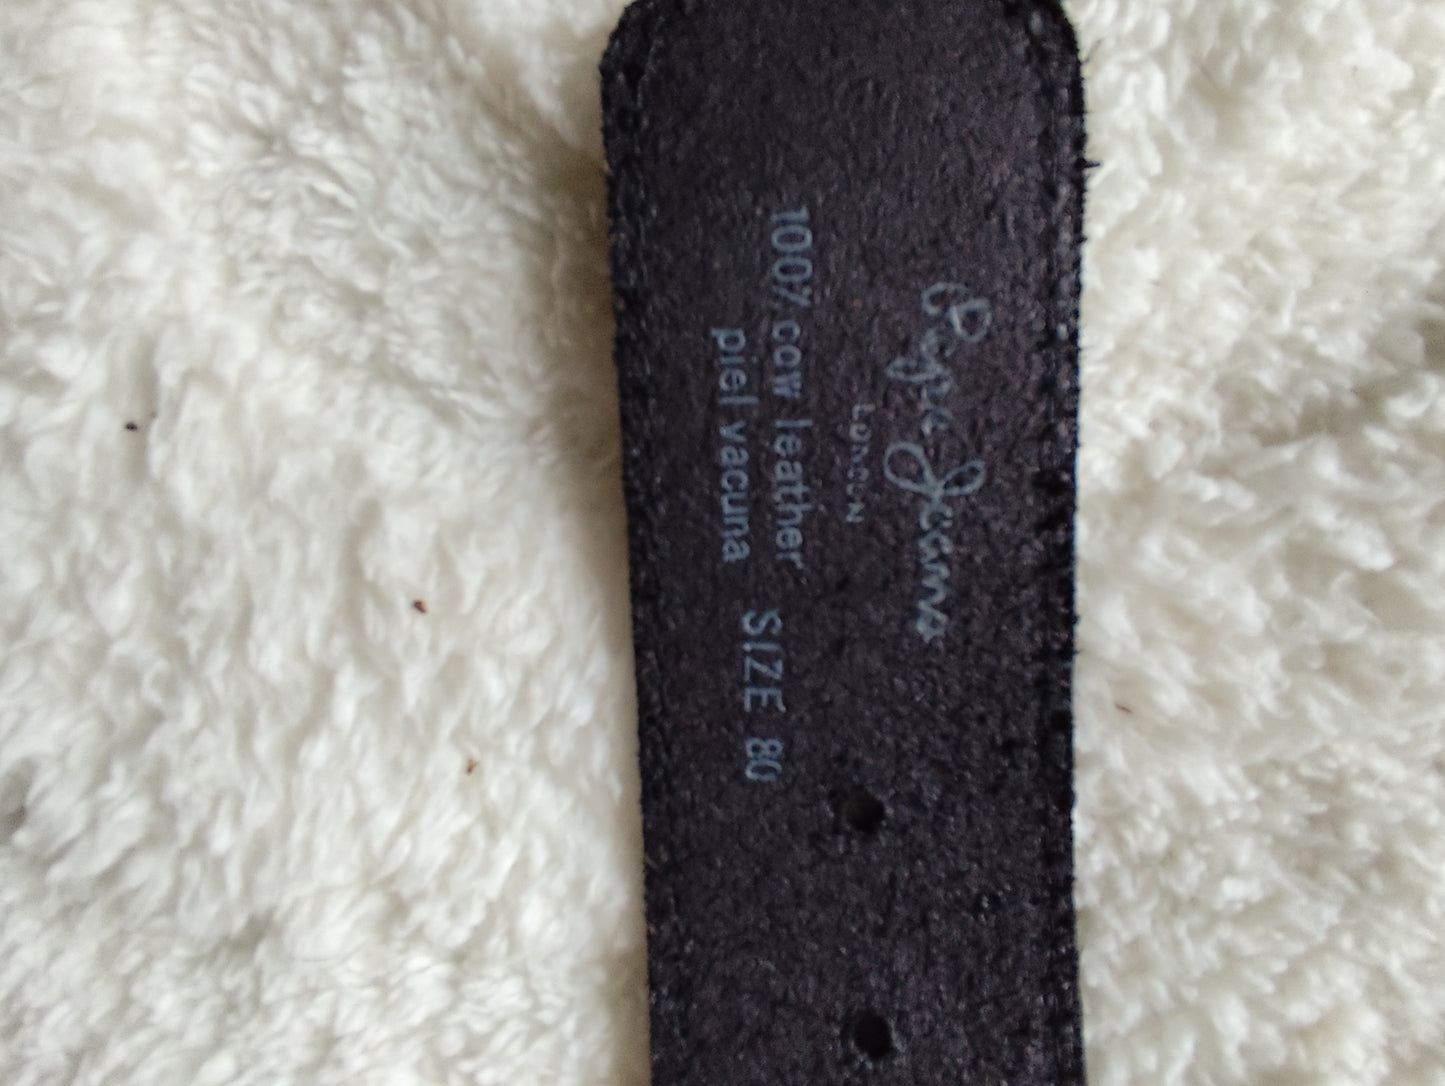 Pepe Jeans
LONDON
100% cow leather
piel vacuna
SIZE 80